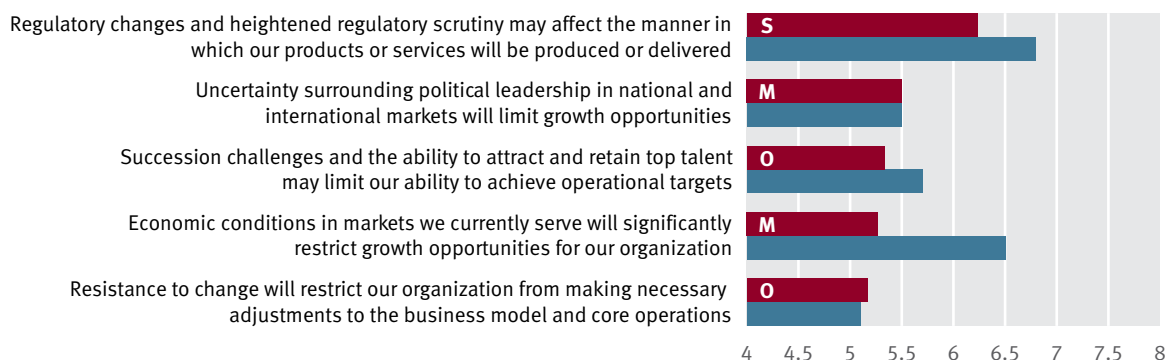 Regulatory changes and heightened regulatory scrutiny may affect the manner in
which our products or services will be produced or delivered
S
Uncertainty surrounding political leadership in national and
international markets will limit growth opportunities
M
Succession challenges and the ability to attract and retain top talent
may limit our ability to achieve operational targets
O
Economic conditions in markets we currently serve will significantly
restrict growth opportunities for our organization
M
Resistance to change will restrict our organization from making necessary
adjustments to the business model and core operations
O
4 4.5 5 5.5 6 6.5 7 7.5 8